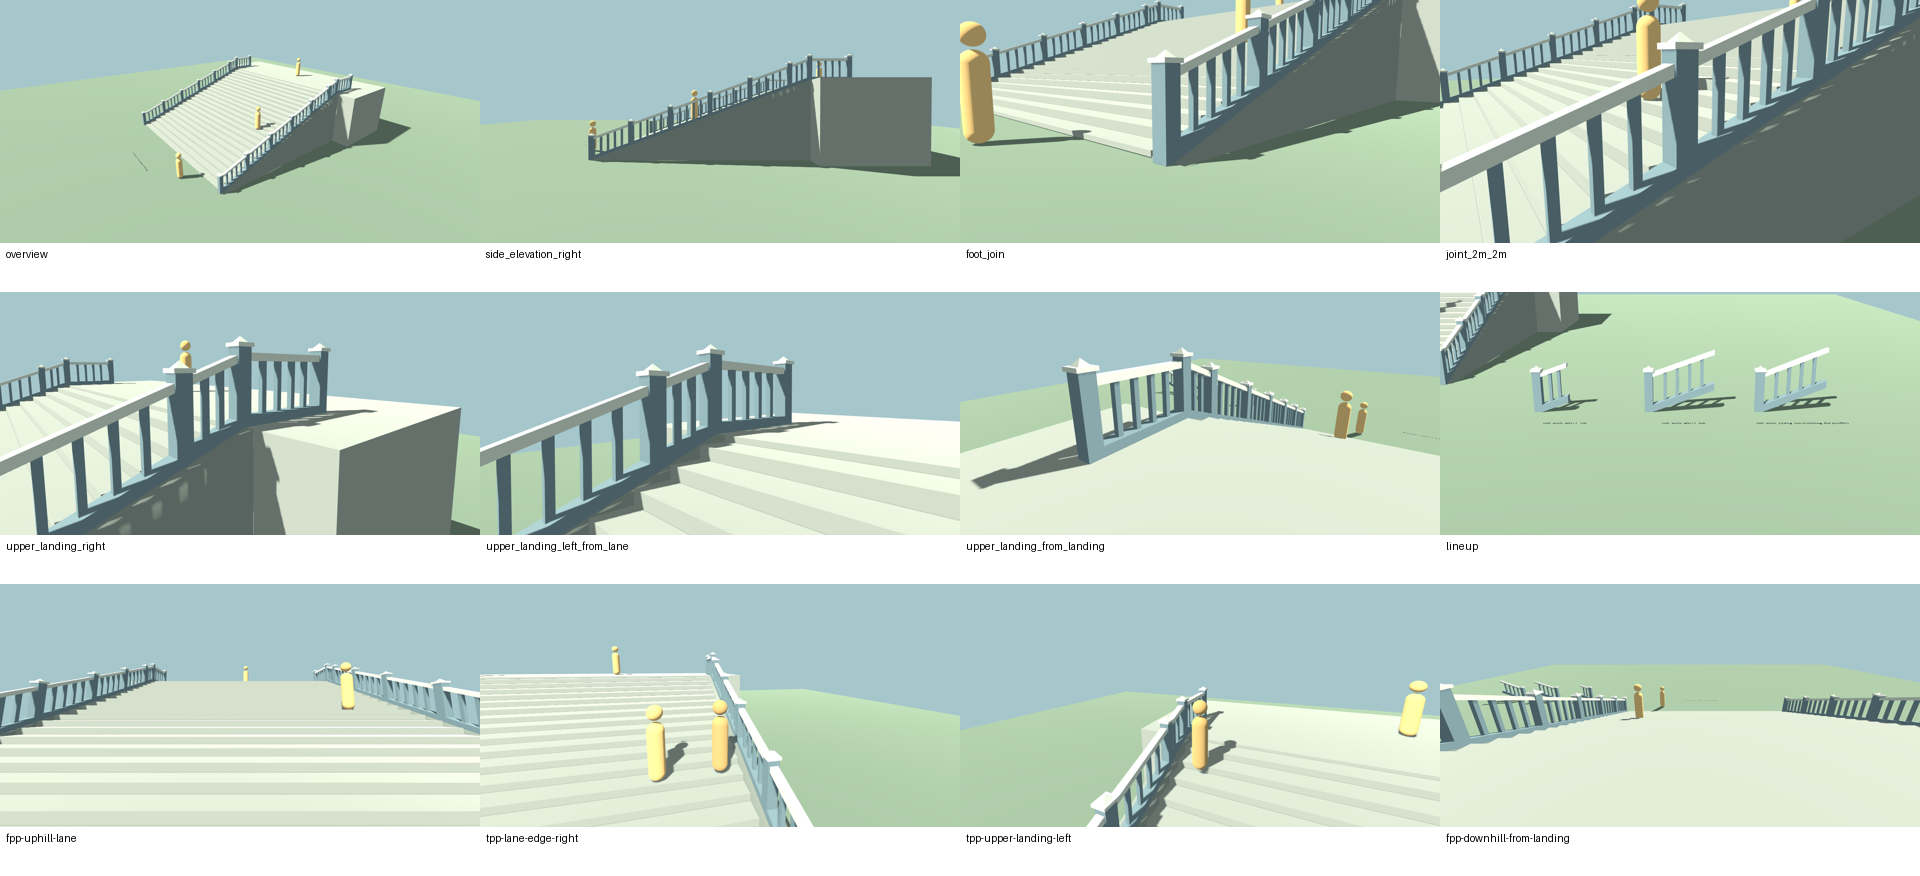 overview
side_elevation_right
foot_join
joint_2m_2m
upper_landing_right
upper_landing_left_from_lane
upper_landing_from_landing
lineup
fpp-uphill-lane
tpp-lane-edge-right
tpp-upper-landing-left
fpp-downhill-from-landing